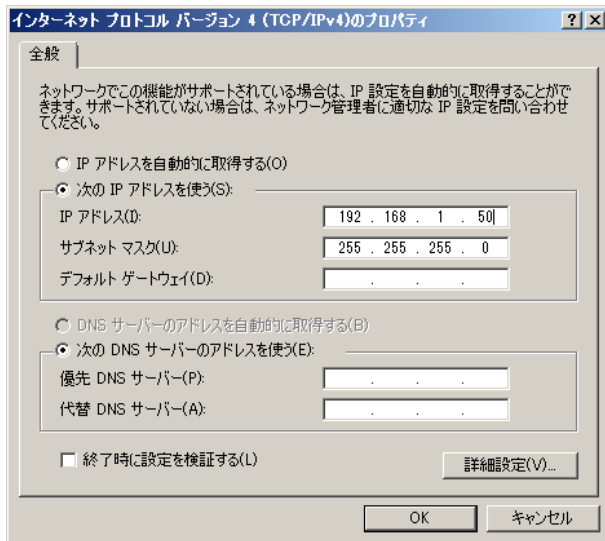 インターネット プロトコル バージョン 4 (TCP/IPv4)のプロパティ
全般
ネットワークでこの機能がサポートされている場合は、IP 設定を自動的に取得することがで
きます。サポートされていない場合は、ネットワーク管理者に適切な IP 設定を問い合わせ
てください。
IP アドレスを自動的に取得する(O)
次の IP アドレスを使う(S):
IP アドレス(I): 192 . 168 . 1 . 50
サブネット マスク(U): 255 . 255 . 255 . 0
デフォルト ゲートウェイ(D): . . .
DNS サーバーのアドレスを自動的に取得する(B)
次の DNS サーバーのアドレスを使う(E):
優先 DNS サーバー(P): . . .
代替 DNS サーバー(A): . . .
終了時に設定を検証する(L)
詳細設定(V)...
OK キャンセル